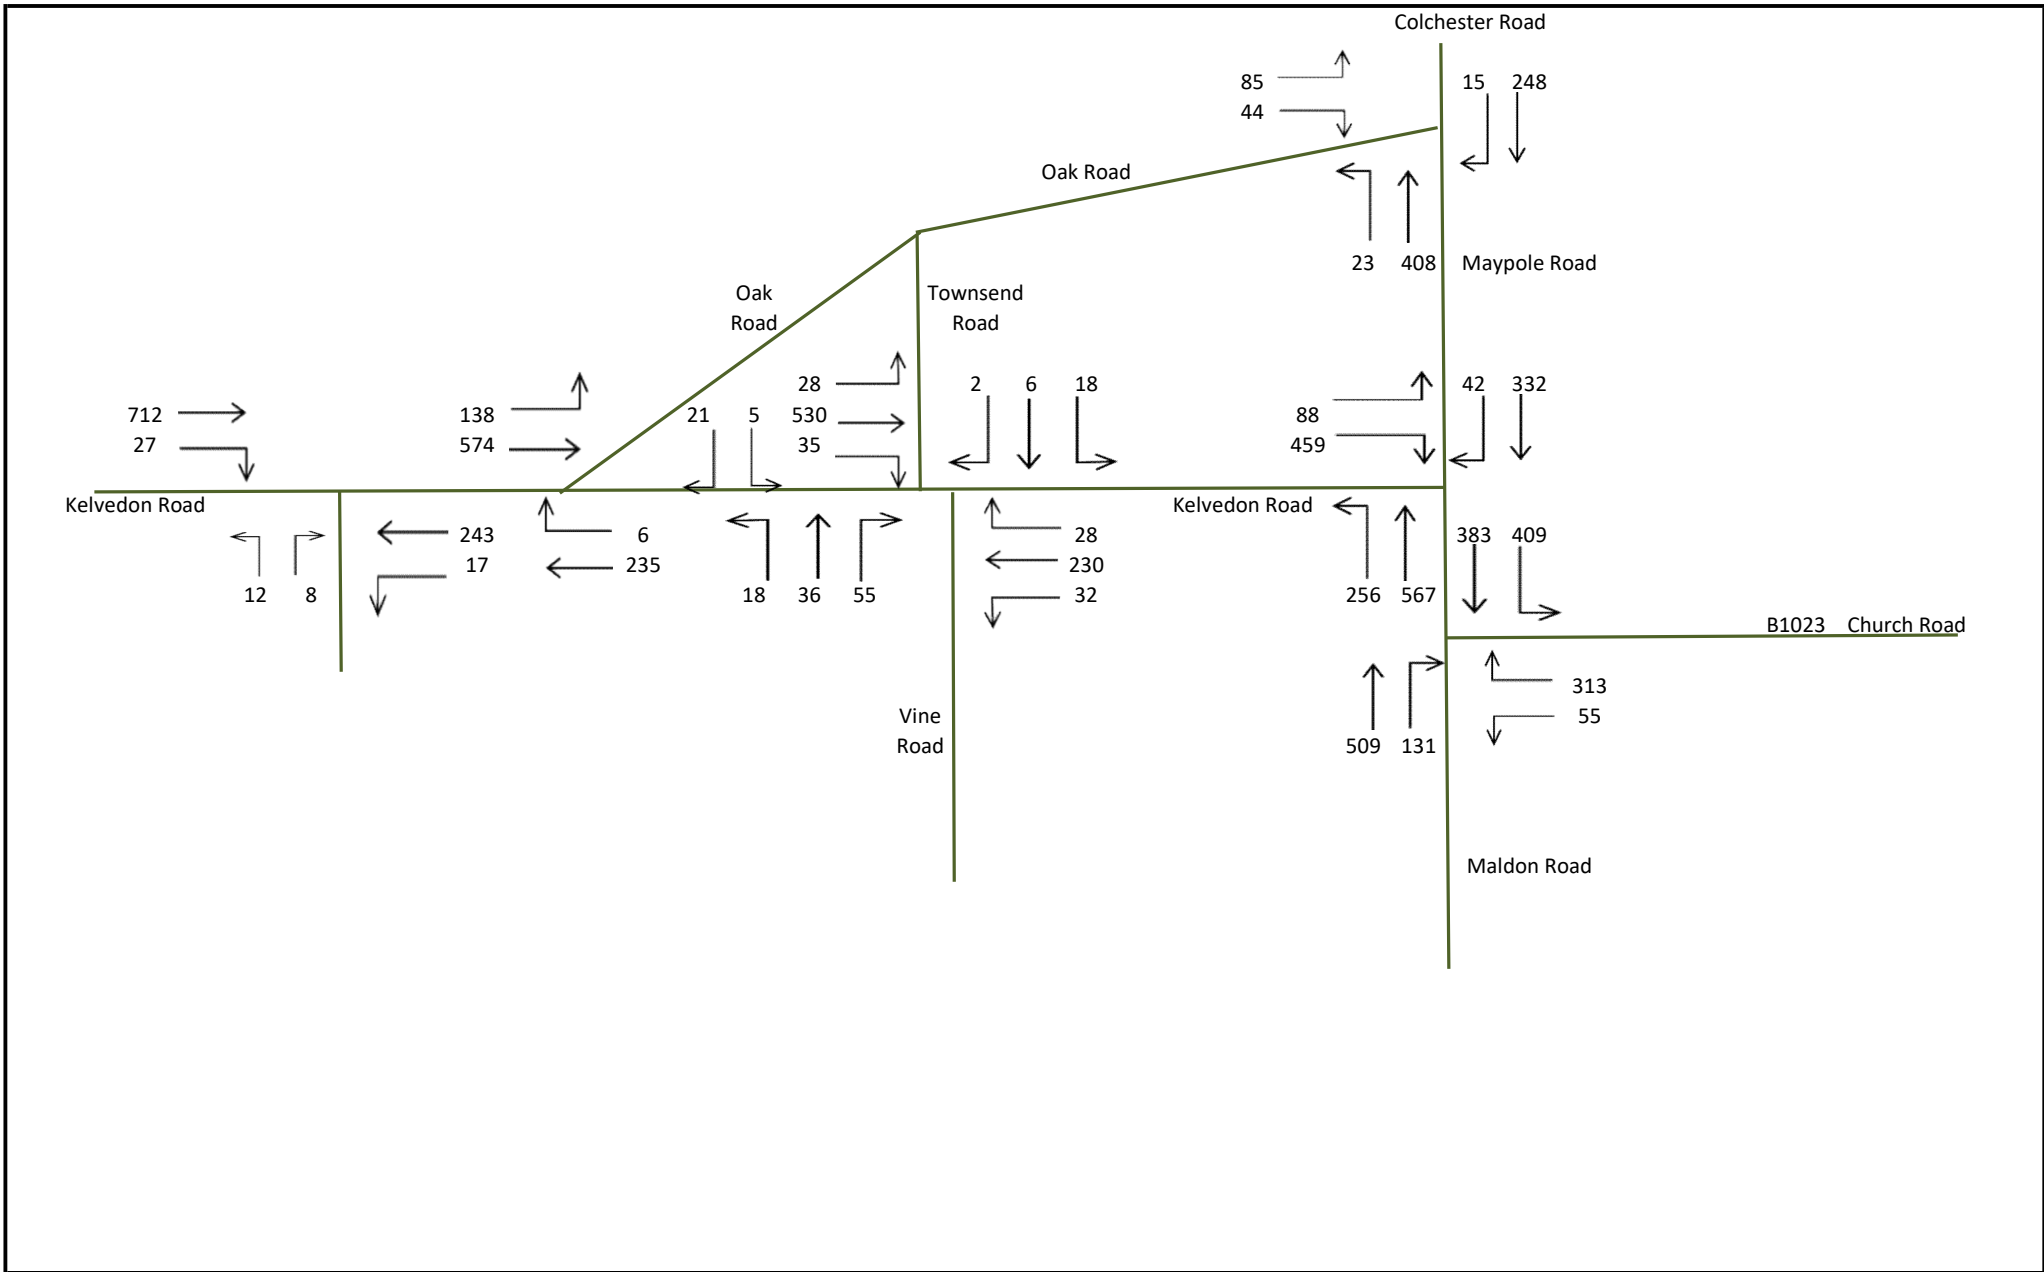 Colchester Road
85
15 248
44
Oak Road
23 408 Maypole Road
Oak
Road
Townsend
Road
712
27
138
574
21 5
28
530
35
2 6 18
88
459
42 332
Kelvedon Road
12 8
243
17
6
235
18 36 55
28
230
32
Kelvedon Road
256 567
383 409
B1023 Church Road
313
55
509 131
Vine
Road
Maldon Road